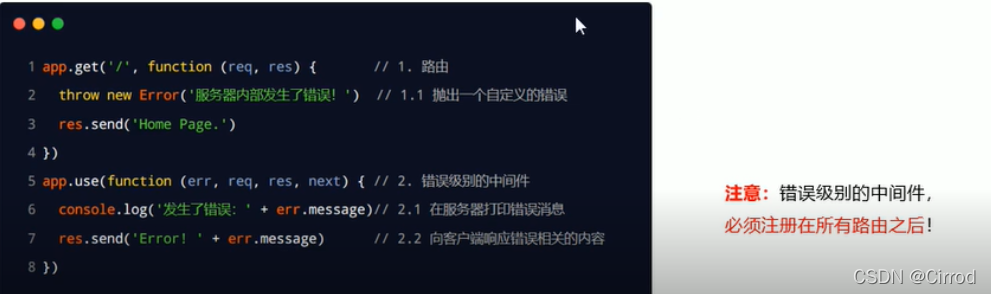 1 app.get('/', function (req, res) { // 1. 路由
2 throw new Error('服务器内部发生了错误！') // 1.1 抛出一个自定义的错误
3 res.send('Home Page.')
4 })
5 app.use(function (err, req, res, next) { // 2. 错误级别的中间件
6 console.log('发生了错误：' + err.message)// 2.1 在服务器打印错误消息
7 res.send('Error! ' + err.message) // 2.2 向客户端响应错误相关的内容
8 })
注意：错误级别的中间件，
必须注册在所有路由之后！
CSDN @Cirrod